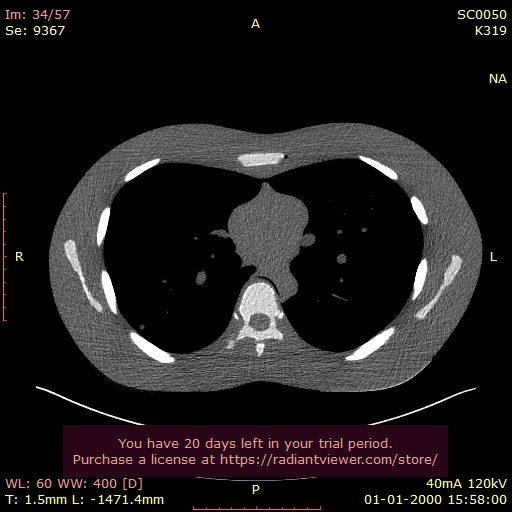 Im: 34/57
Se: 9367
A
SC0050
K319
NA
R
L
You have 20 days left in your trial period.
Purchase a license at https://radiantviewer.com/store/
WL: 60 WW: 400 [D]
T: 1.5mm L: -1471.4mm
P
40mA 120kV
01-01-2000 15:58:00